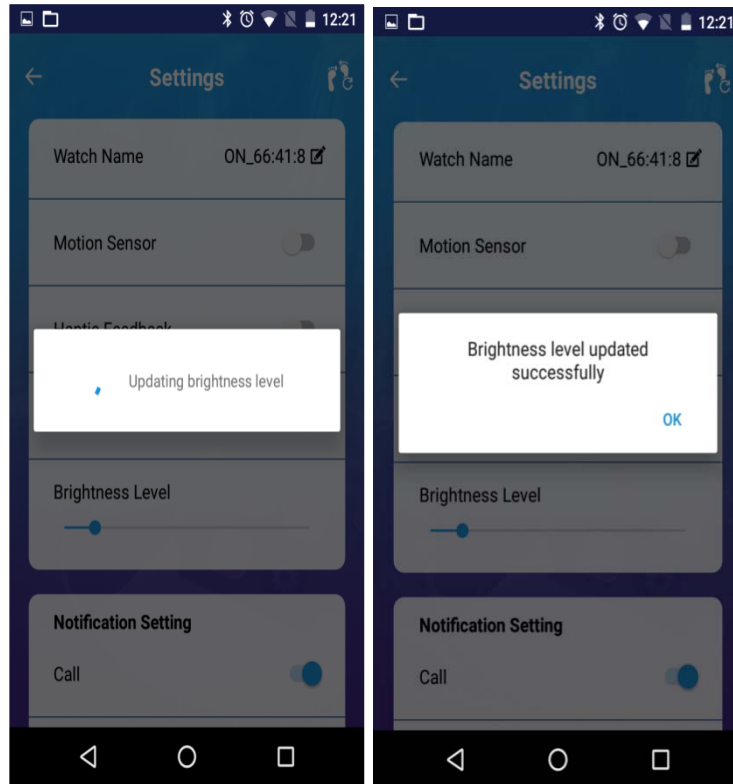 12:21
Settings
Watch Name ON_66:41:8
Motion Sensor
Haptic Feedback
Updating brightness level
Brightness Level
Notification Setting
Call
12:21
Settings
Watch Name ON_66:41:8
Motion Sensor
Brightness level updated
successfully
OK
Brightness Level
Notification Setting
Call